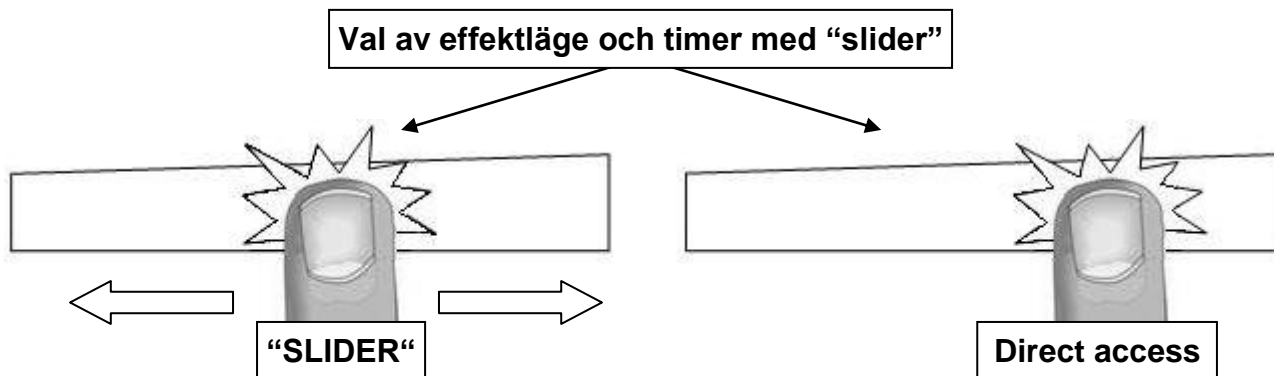 Val av effektläge och timer med “slider”
“SLIDER“
Direct access